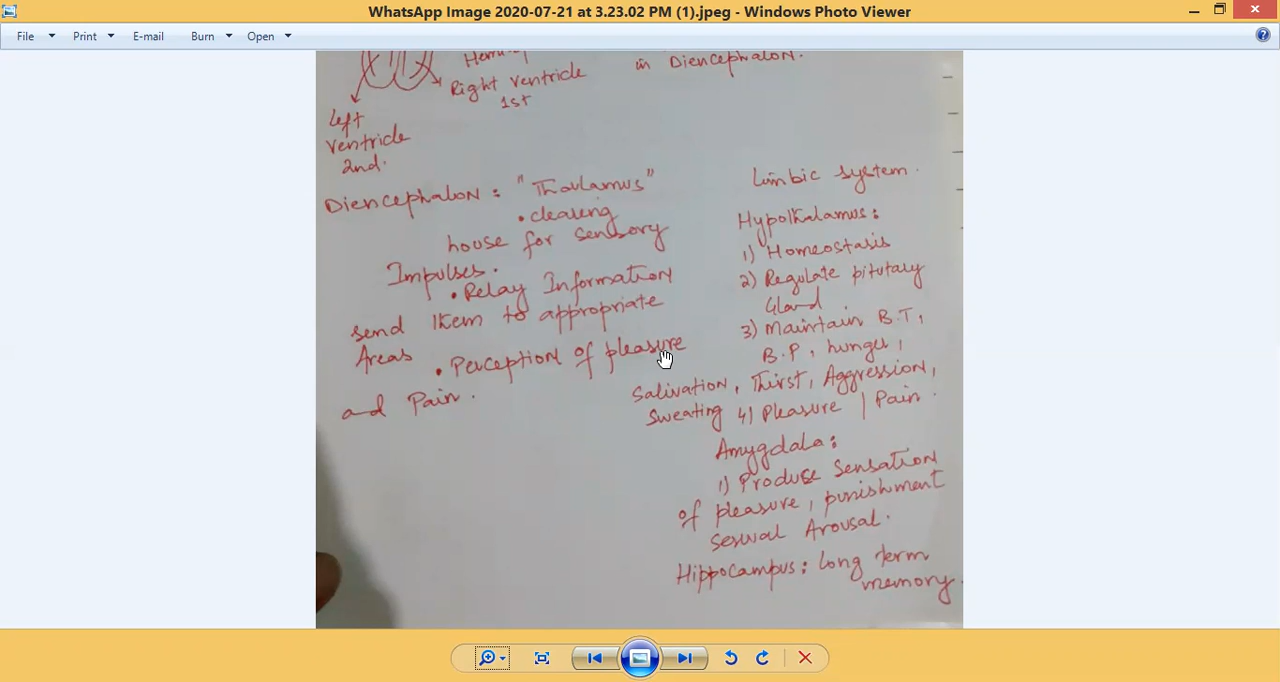 WhatsApp Image 2020-07-21 at 3.23.02 PM (1).jpeg - Windows Photo Viewer
File Print E-mail Burn Open
in Diencephalon.
Right Ventricle
1st
Left
Ventricle
2nd.
Diencephalon: "Thalamus"
• clearing
house for sensory
Impulses.
• Relay Information
send them to appropriate
Areas
• Perception of pleasure
and Pain.
Limbic system.
Hypothalamus:
1) Homeostasis
2) Regulate pitutary
Gland
3) Maintain B.T,
B.P, hunger,
Salivation, Thirst, Aggression,
Sweating 4) Pleasure / Pain.
Amygdala:
1) Produse Sensation
of pleasure, punishment
Sexual Arousal.
Hippocampus: Long term
memory.